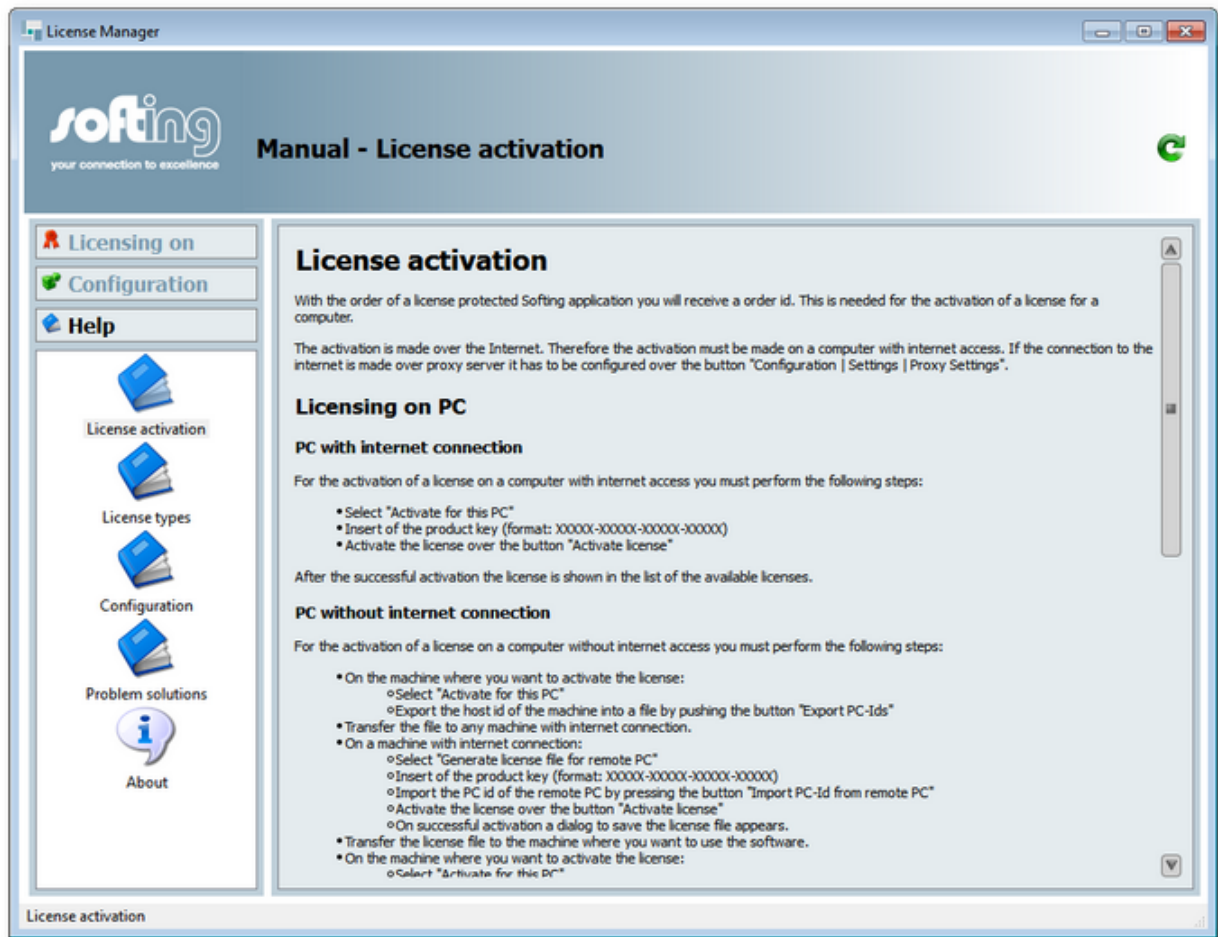 License Manager
softing
your connection to excellence
Manual - License activation
Licensing on
Configuration
Help
License activation
License types
Configuration
Problem solutions
About
License activation
With the order of a license protected Softing application you will receive a order id. This is needed for the activation of a license for a
computer.
The activation is made over the Internet. Therefore the activation must be made on a computer with internet access. If the connection to the
internet is made over proxy server it has to be configured over the button "Configuration | Settings | Proxy Settings".
Licensing on PC
PC with internet connection
For the activation of a license on a computer with internet access you must perform the following steps:
• Select "Activate for this PC"
• Insert of the product key (format: XXXXX-XXXXX-XXXXX-XXXXX)
• Activate the license over the button "Activate license"
After the successful activation the license is shown in the list of the available licenses.
PC without internet connection
For the activation of a license on a computer without internet access you must perform the following steps:
• On the machine where you want to activate the license:
o Select "Activate for this PC"
o Export the host id of the machine into a file by pushing the button "Export PC-Ids"
• Transfer the file to any machine with internet connection.
• On a machine with internet connection:
o Select "Generate license file for remote PC"
o Insert of the product key (format: XXXXX-XXXXX-XXXXX-XXXXX)
o Import the PC id of the remote PC by pressing the button "Import PC-Id from remote PC"
o Activate the license over the button "Activate license"
o On successful activation a dialog to save the license file appears.
• Transfer the license file to the machine where you want to use the software.
• On the machine where you want to activate the license:
o Select "Activate for this PC"
License activation